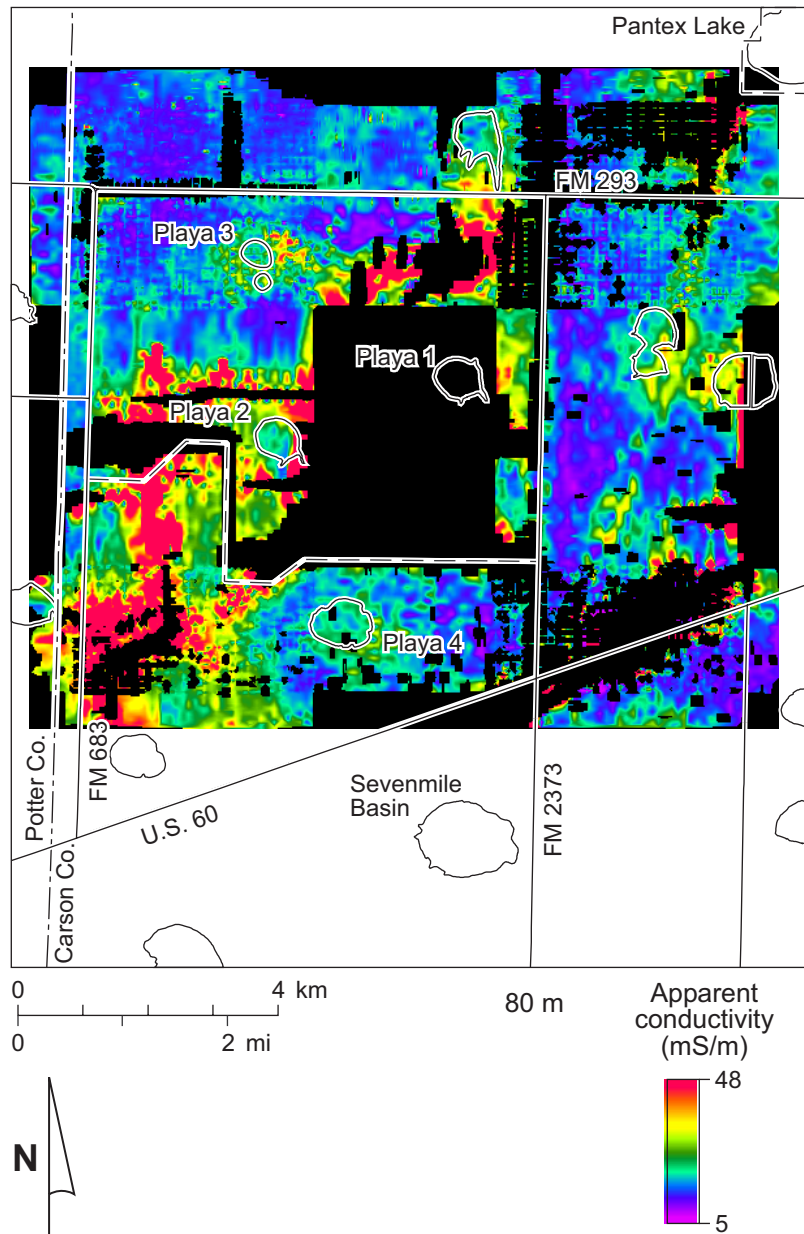 Pantex Lake
FM 293
Playa 3
Playa 1
Playa 2
Playa 4
Potter Co.
FM 683
Carson Co.
U.S. 60
Sevenmile
Basin
FM 2373
0 4 km
0 2 mi
80 m
Apparent
conductivity
(mS/m)
48
5
N